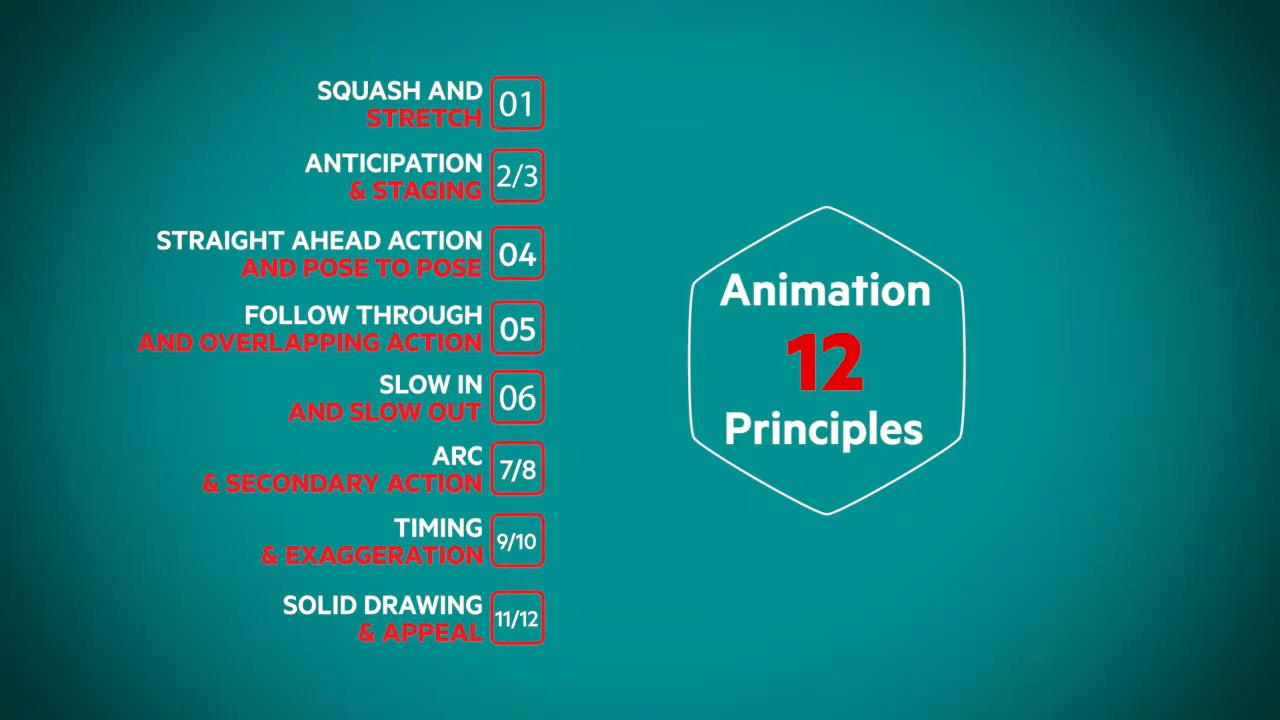 SQUASH AND
STRETCH
01
ANTICIPATION
& STAGING
2/3
STRAIGHT AHEAD ACTION
AND POSE TO POSE
04
FOLLOW THROUGH
AND OVERLAPPING ACTION
05
SLOW IN
AND SLOW OUT
06
ARC
& SECONDARY ACTION
7/8
TIMING
& EXAGGERATION
9/10
SOLID DRAWING
& APPEAL
11/12
Animation
12
Principles